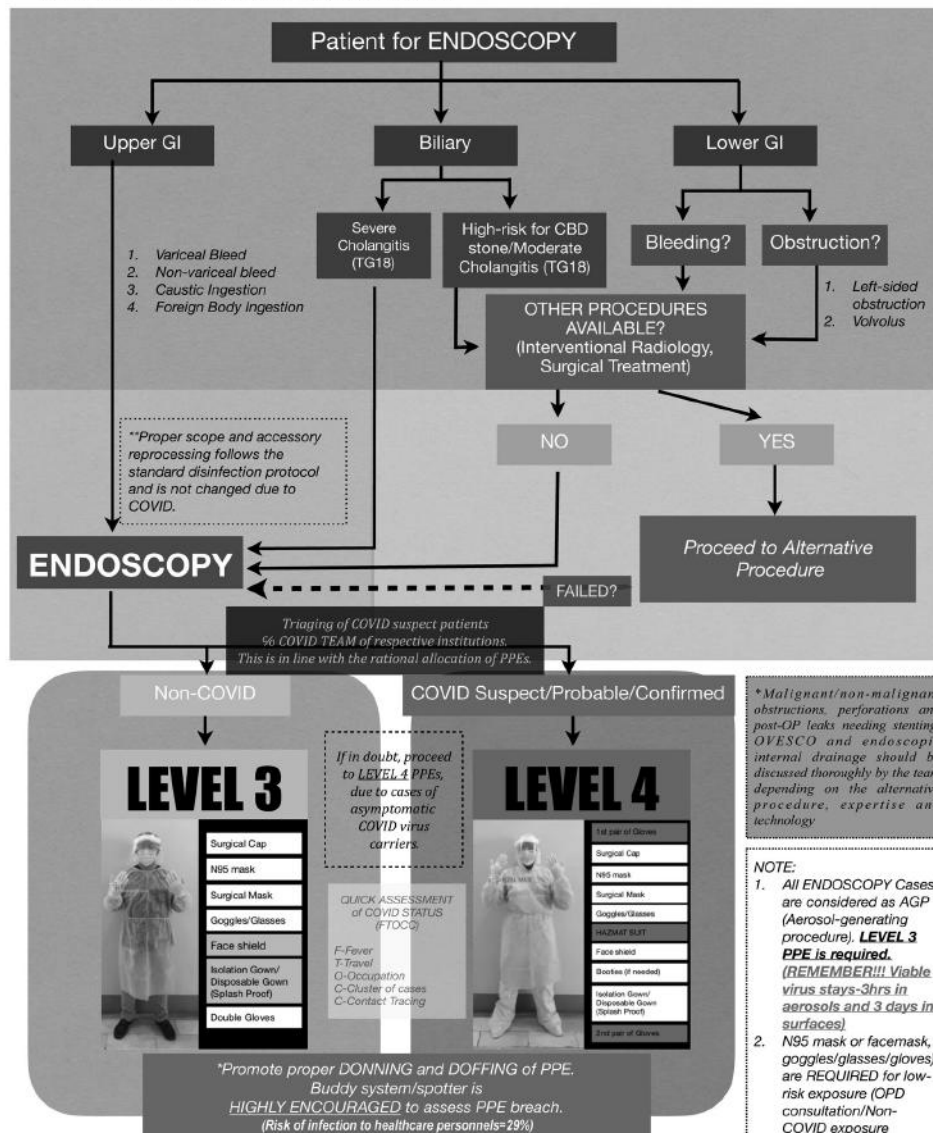 Patient for ENDOSCOPY
Upper GI
Biliary
Lower GI
1. Variceal Bleed
2. Non-variceal bleed
3. Caustic Ingestion
4. Foreign Body Ingestion
Severe
Cholangitis
(TG18)
High-risk for CBD
stone/Moderate
Cholangitis (TG18)
Bleeding?
Obstruction?
1. Left-sided
obstruction
2. Volvolus
OTHER PROCEDURES
AVAILABLE?
(Interventional Radiology,
Surgical Treatment)
**Proper scope and accessory
reprocessing follows the
standard disinfection protocol
and is not changed due to
COVID.
NO
YES
ENDOSCOPY
Proceed to Alternative
Procedure
FAILED?
Triaging of COVID suspect patients
℅ COVID TEAM of respective institutions.
This is in line with the rational allocation of PPEs.
Non-COVID
COVID Suspect/Probable/Confirmed
LEVEL 3
Surgical Cap
N95 mask
Surgical Mask
Goggles/Glasses
Face shield
Isolation Gown/
Disposable Gown
(Splash Proof)
Double Gloves
If in doubt, proceed
to LEVEL 4 PPEs,
due to cases of
asymptomatic
COVID virus
carriers.
QUICK ASSESSMENT
of COVID STATUS
(FTOCC)
F-Fever
T-Travel
O-Occupation
C-Cluster of cases
C-Contact Tracing
LEVEL 4
1st pair of Gloves
Surgical Cap
N95 mask
Surgical Mask
Goggles/Glasses
HAZMAT SUIT
Face shield
Booties (if needed)
Isolation Gown/
Disposable Gown
(Splash Proof)
2nd pair of Gloves
*Malignant/non-malignan
obstructions, perforations an
post-OP leaks needing stenting
OVESCO and endoscopi
internal drainage should b
discussed thoroughly by the tea
depending on the alternativ
procedure, expertise an
technology
NOTE:
1. All ENDOSCOPY Cases
are considered as AGP
(Aerosol-generating
procedure). LEVEL 3
PPE is required.
(REMEMBER!!! Viable
virus stays-3hrs in
aerosols and 3 days in
surfaces)
2. N95 mask or facemask,
goggles/glasses/gloves)
are REQUIRED for low-
risk exposure (OPD
consultation/Non-
COVID exposure
*Promote proper DONNING and DOFFING of PPE.
Buddy system/spotter is
HIGHLY ENCOURAGED to assess PPE breach.
(Risk of infection to healthcare personnels=29%)